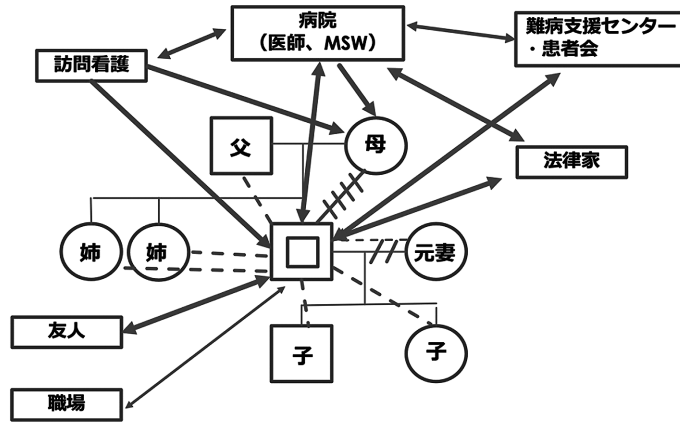 病院
（医師、MSW）
難病支援センター
・患者会
訪問看護
父
母
法律家
姉
姉
元妻
友人
子
子
職場